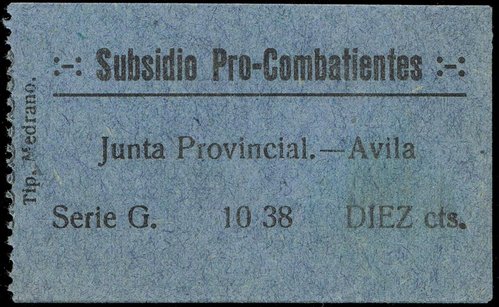 :-: Subsidio Pro-Combatientes :-:
Junta Provincial.—Avila
Serie G. 10 38 DIEZ cts.
Tip. Medrano.